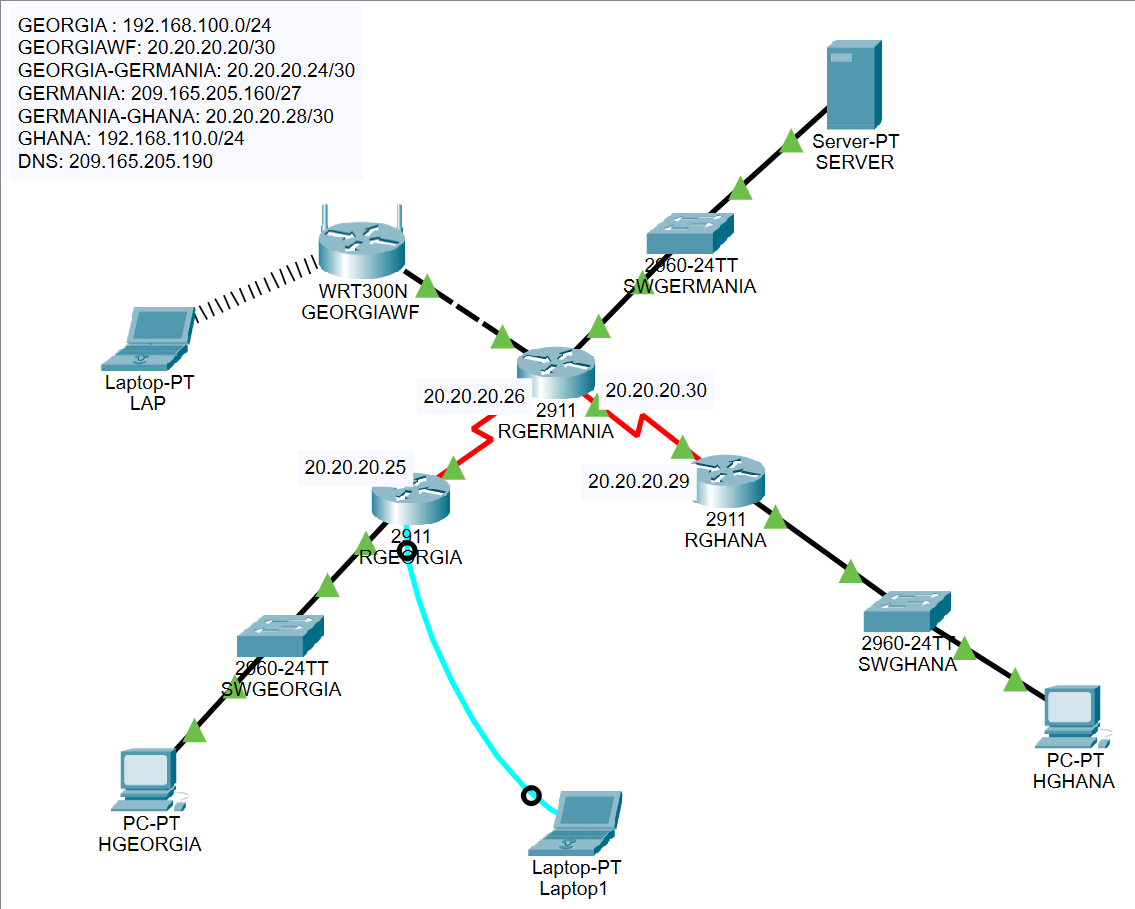 GEORGIA : 192.168.100.0/24
GEORGIAWF: 20.20.20.20/30
GEORGIA-GERMANIA: 20.20.20.24/30
GERMANIA: 209.165.205.160/27
GERMANIA-GHANA: 20.20.20.28/30
GHANA: 192.168.110.0/24
DNS: 209.165.205.190
Server-PT
SERVER
2960-24TT
SWGERMANIA
WRT300N
GEORGIAWF
Laptop-PT
LAP
20.20.20.26
20.20.20.30
2911
RGERMANIA
20.20.20.25
20.20.20.29
2911
RGEORGIA
2911
RGHANA
2960-24TT
SWGEORGIA
2960-24TT
SWGHANA
PC-PT
HGHANA
PC-PT
HGEORGIA
Laptop-PT
Laptop1